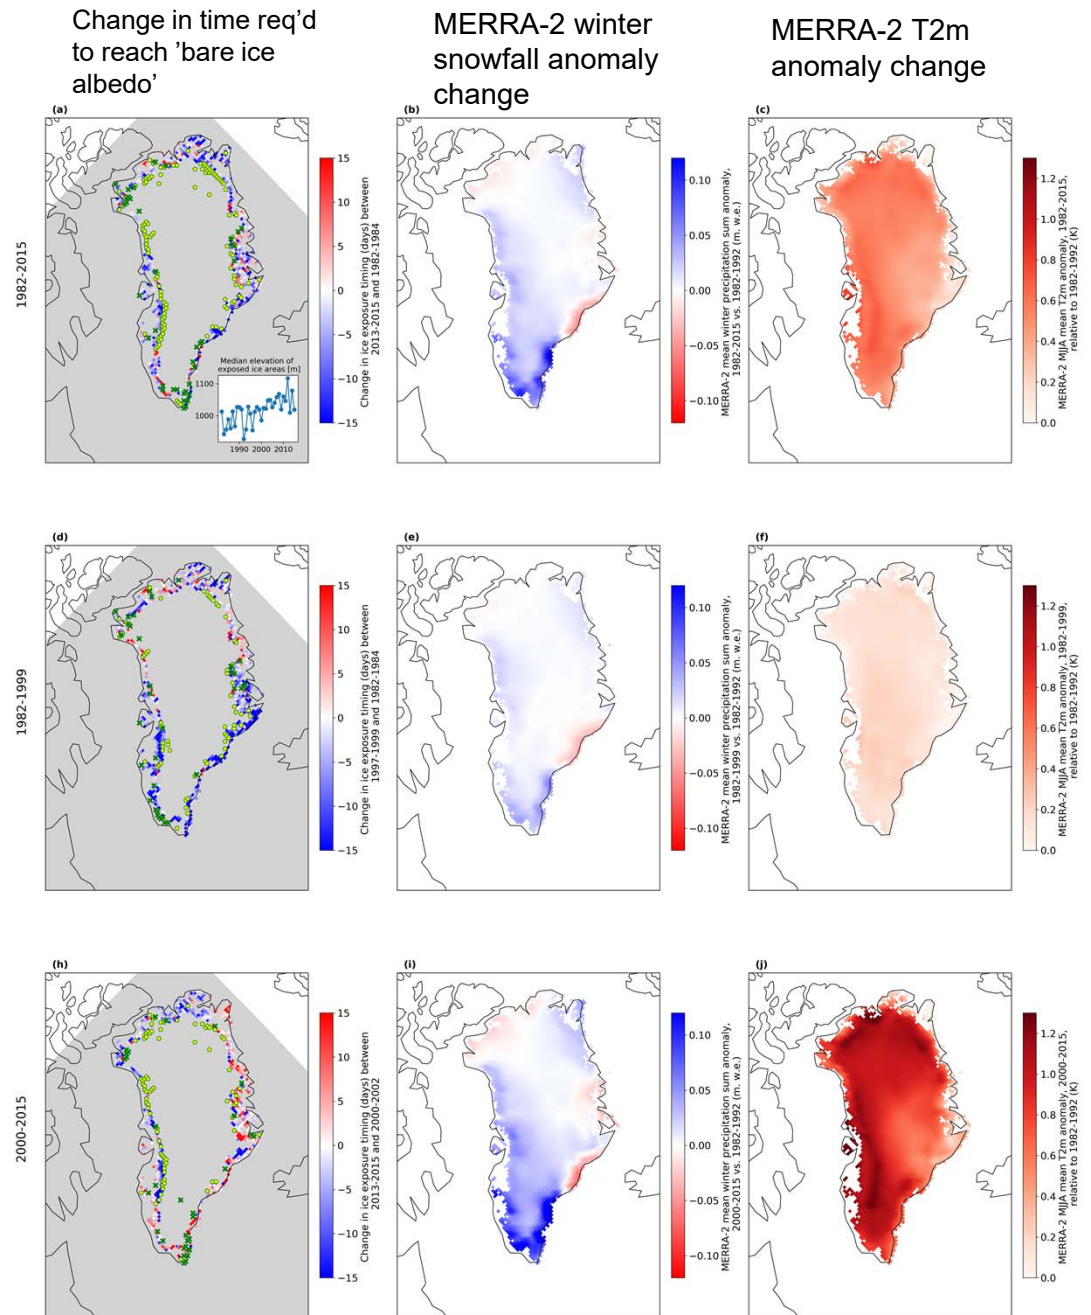 Change in time req'd
to reach 'bare ice
albedo'
MERRA-2 winter
snowfall anomaly
change
MERRA-2 T2m
anomaly change
1982-2015
(a)
15
10
5
0
−5
−10
−15
Change in ice exposure timing (days) between
2013-2015 and 1982-1984
Median elevation of
exposed ice areas [m]
1100
1000
1990 2000 2010
(b)
0.10
0.05
0.00
−0.05
−0.10
MERRA-2 mean winter precipitation sum anomaly,
1982-2015 vs. 1982-1992 (m. w.e.)
(c)
1.2
1.0
0.8
0.6
0.4
0.2
0.0
MERRA-2 MJJA mean T2m anomaly, 1982-2015,
relative to 1982-1992 (K)
1982-1999
(d)
15
10
5
0
−5
−10
−15
Change in ice exposure timing (days) between
1997-1999 and 1982-1984
(e)
0.10
0.05
0.00
−0.05
−0.10
MERRA-2 mean winter precipitation sum anomaly,
1982-1999 vs. 1982-1992 (m. w.e.)
(f)
1.2
1.0
0.8
0.6
0.4
0.2
0.0
MERRA-2 MJJA mean T2m anomaly, 1982-1999,
relative to 1982-1992 (K)
2000-2015
(h)
15
10
5
0
−5
−10
−15
Change in ice exposure timing (days) between
2013-2015 and 2000-2002
(i)
0.10
0.05
0.00
−0.05
−0.10
MERRA-2 mean winter precipitation sum anomaly,
2000-2015 vs. 1982-1992 (m. w.e.)
(j)
1.2
1.0
0.8
0.6
0.4
0.2
0.0
MERRA-2 MJJA mean T2m anomaly, 2000-2015,
relative to 1982-1992 (K)